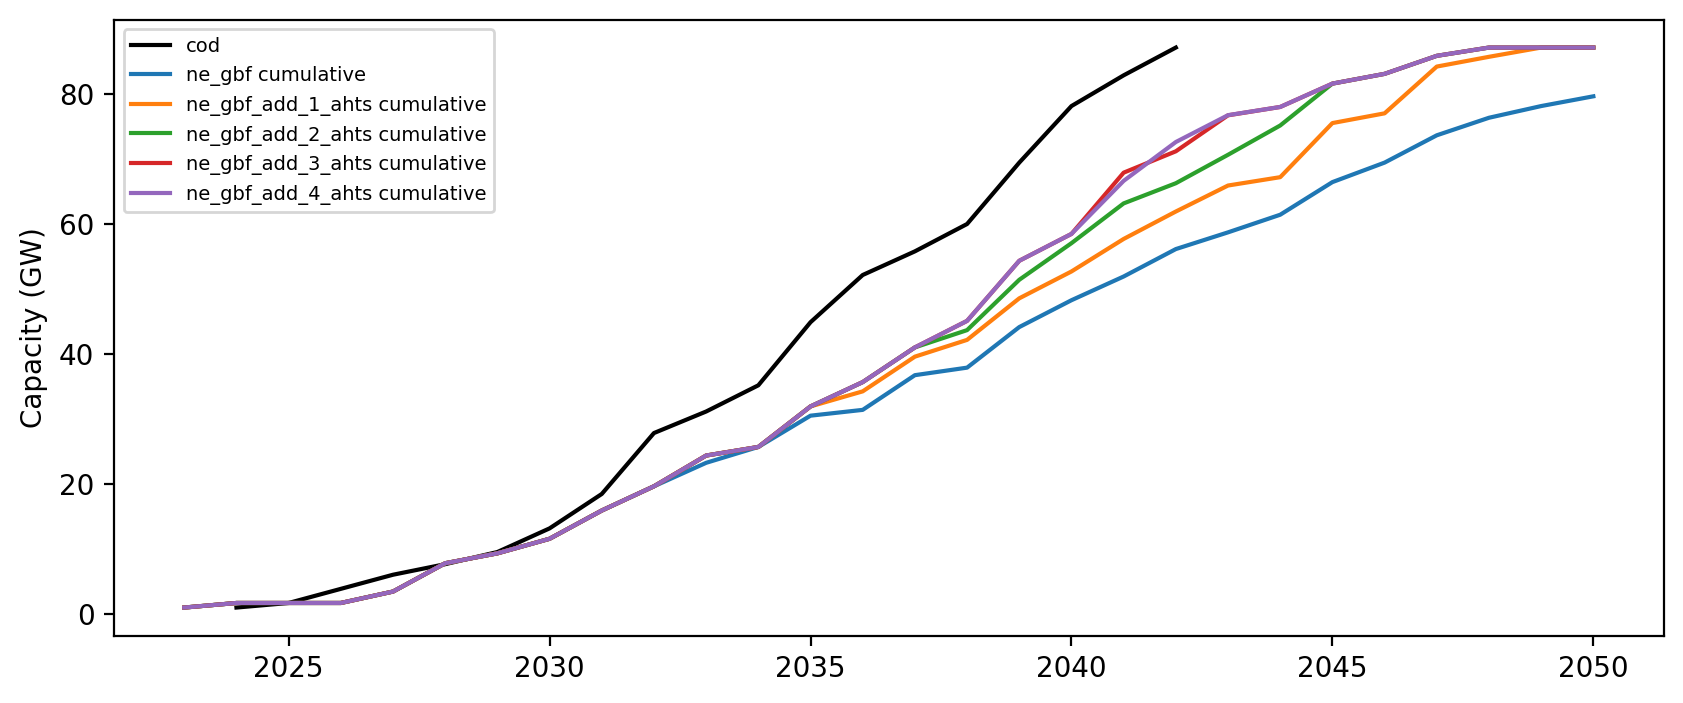 cod
ne_gbf cumulative
ne_gbf_add_1_ahts cumulative
ne_gbf_add_2_ahts cumulative
ne_gbf_add_3_ahts cumulative
ne_gbf_add_4_ahts cumulative
Capacity (GW)
80
60
40
20
0
2025 2030 2035 2040 2045 2050